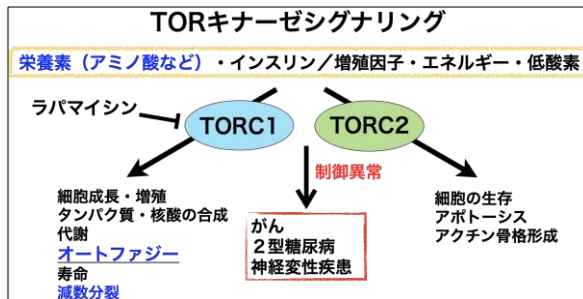 TORキナーゼシグナリング
栄養素（アミノ酸など）・インスリン／増殖因子・エネルギー・低酸素
ラパマイシン
TORC1
TORC2
制御異常
細胞成長・増殖
タンパク質・核酸の合成
代謝
オートファジー
寿命
減数分裂
がん
２型糖尿病
神経変性疾患
細胞の生存
アポトーシス
アクチン骨格形成